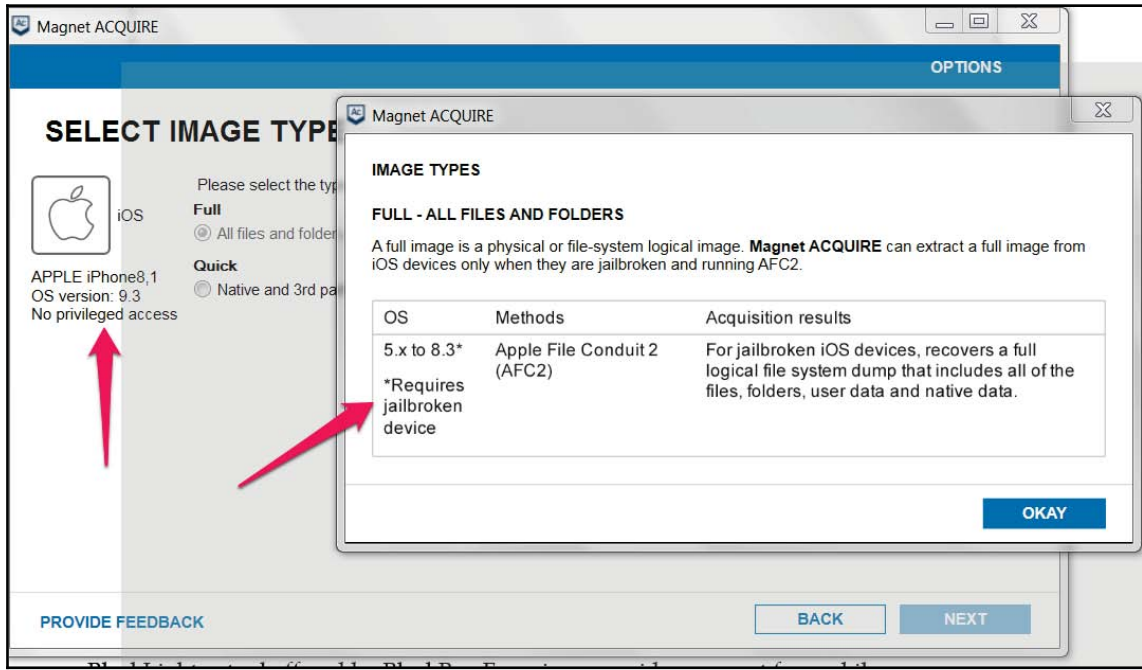 Magnet ACQUIRE
OPTIONS
SELECT IMAGE TYPE
iOS
APPLE iPhone8,1
OS version: 9.3
No privileged access
Please select the
Full
All files and
Quick
Native and 3rd
Magnet ACQUIRE
IMAGE TYPES
FULL - ALL FILES AND FOLDERS
A full image is a physical or file-system logical image. Magnet ACQUIRE can extract a full image from
iOS devices only when they are jailbroken and running AFC2.
OS Methods Acquisition results
5.x to 8.3* Apple File Conduit 2 For jailbroken iOS devices, recovers a full
(AFC2) logical file system dump that includes all of the
*Requires files, folders, user data and native data.
jailbroken
device
OKAY
PROVIDE FEEDBACK
BACK
NEXT